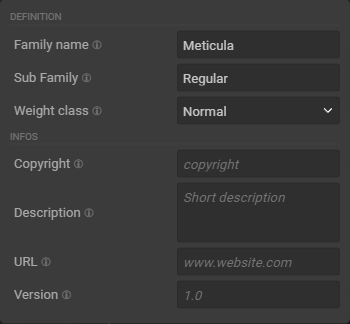 DEFINITION
Family name
Meticula
Sub Family
Regular
Weight class
Normal
INFOS
Copyright
copyright
Description
Short description
URL
www.website.com
Version
1.0